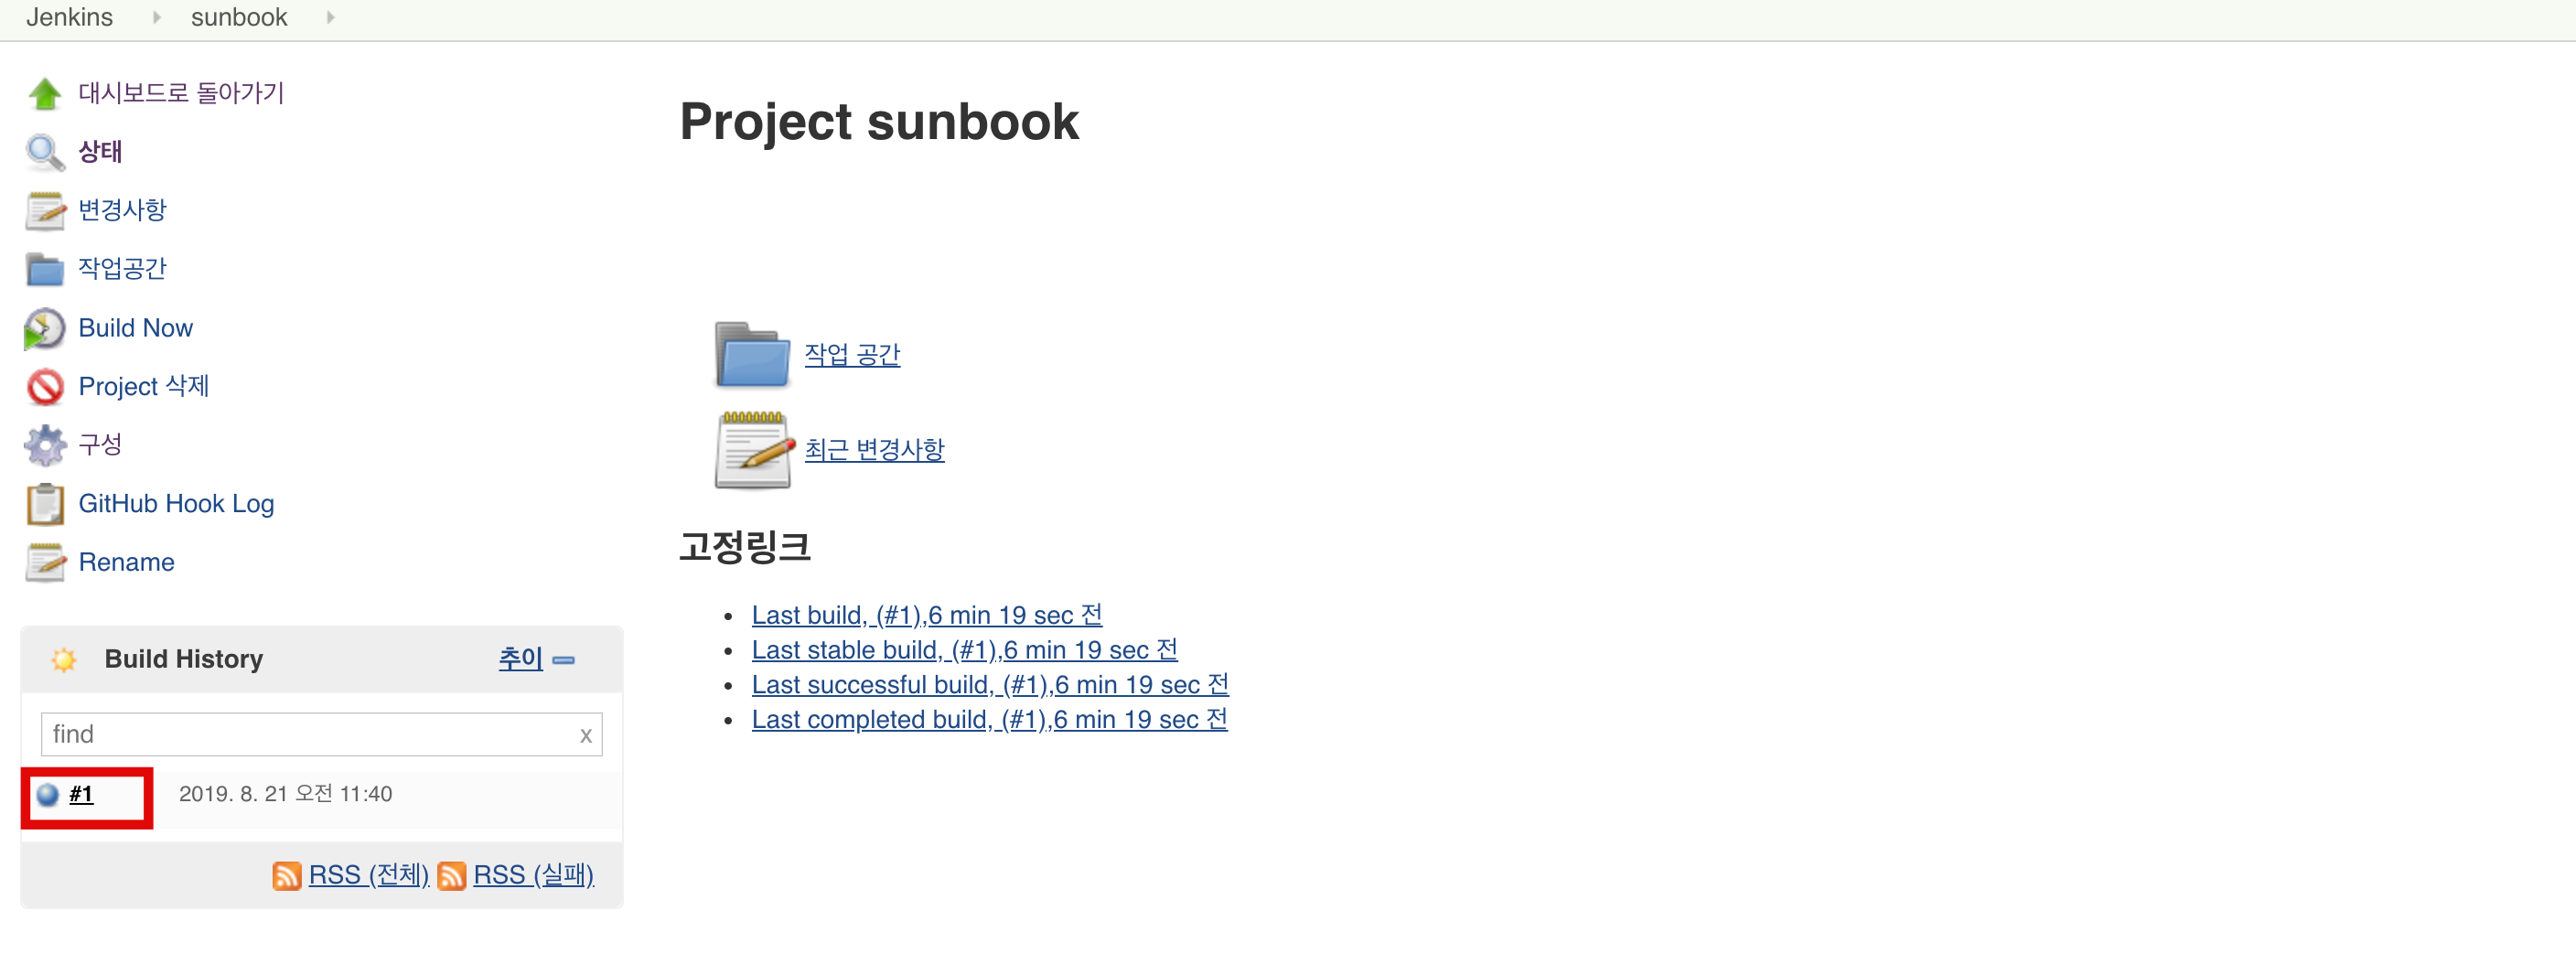 Jenkins sunbook
대시보드로 돌아가기
상태
변경사항
작업공간
Build Now
Project 삭제
구성
GitHub Hook Log
Rename
Build History 추이
find x
#1 2019. 8. 21 오전 11:40
RSS (전체) RSS (실패)
Project sunbook
작업 공간
최근 변경사항
고정링크
• Last build, (#1),6 min 19 sec 전
• Last stable build, (#1),6 min 19 sec 전
• Last successful build, (#1),6 min 19 sec 전
• Last completed build, (#1),6 min 19 sec 전